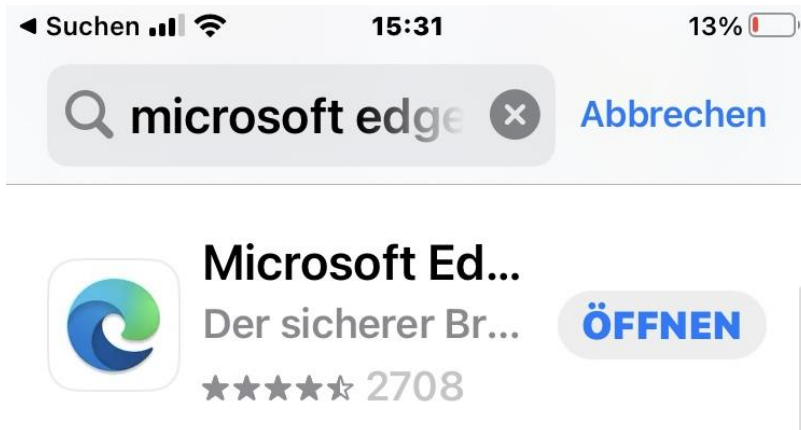 ◀ Suchen 15:31 13%
microsoft edge Abbrechen
Microsoft Ed...
Der sicherer Br... ÖFFNEN
2708